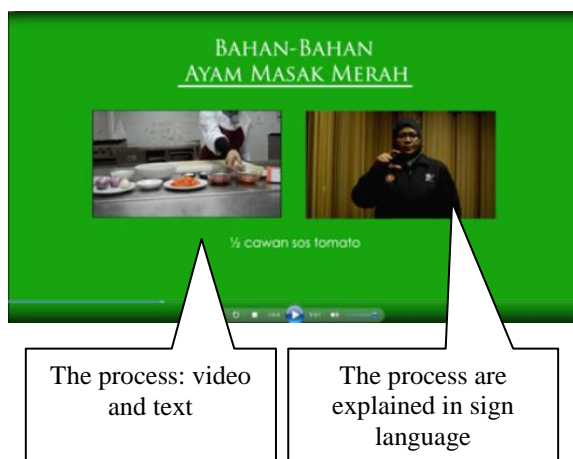 BAHAN-BAHAN
AYAM MASAK MERAH
½ cawan sos tomato
The process: video
and text
The process are
explained in sign
language